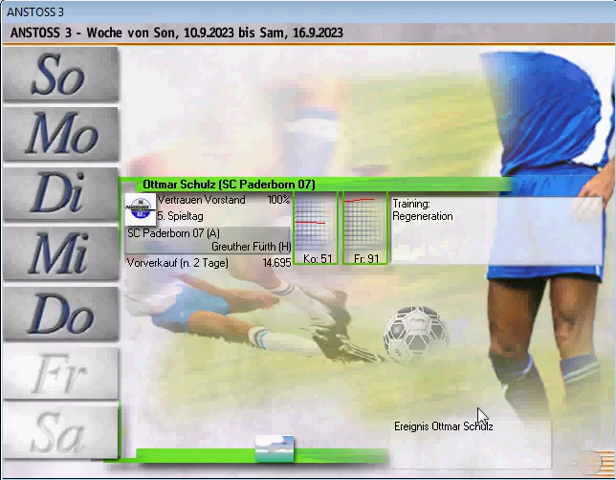 ANSTOSS 3
ANSTOSS 3 - Woche von Son, 10.9.2023 bis Sam, 16.9.2023
So
Mo
Di
Mi
Do
Fr
Sa
Ottmar Schulz (SC Paderborn 07)
Vertrauen Vorstand 100%
5. Spieltag
SC Paderborn 07 (A)
Greuther Fürth (H)
Vorverkauf (n. 2 Tage) 14.695
Ko: 51
Fr: 91
Training:
Regeneration
Ereignis Ottmar Schulz